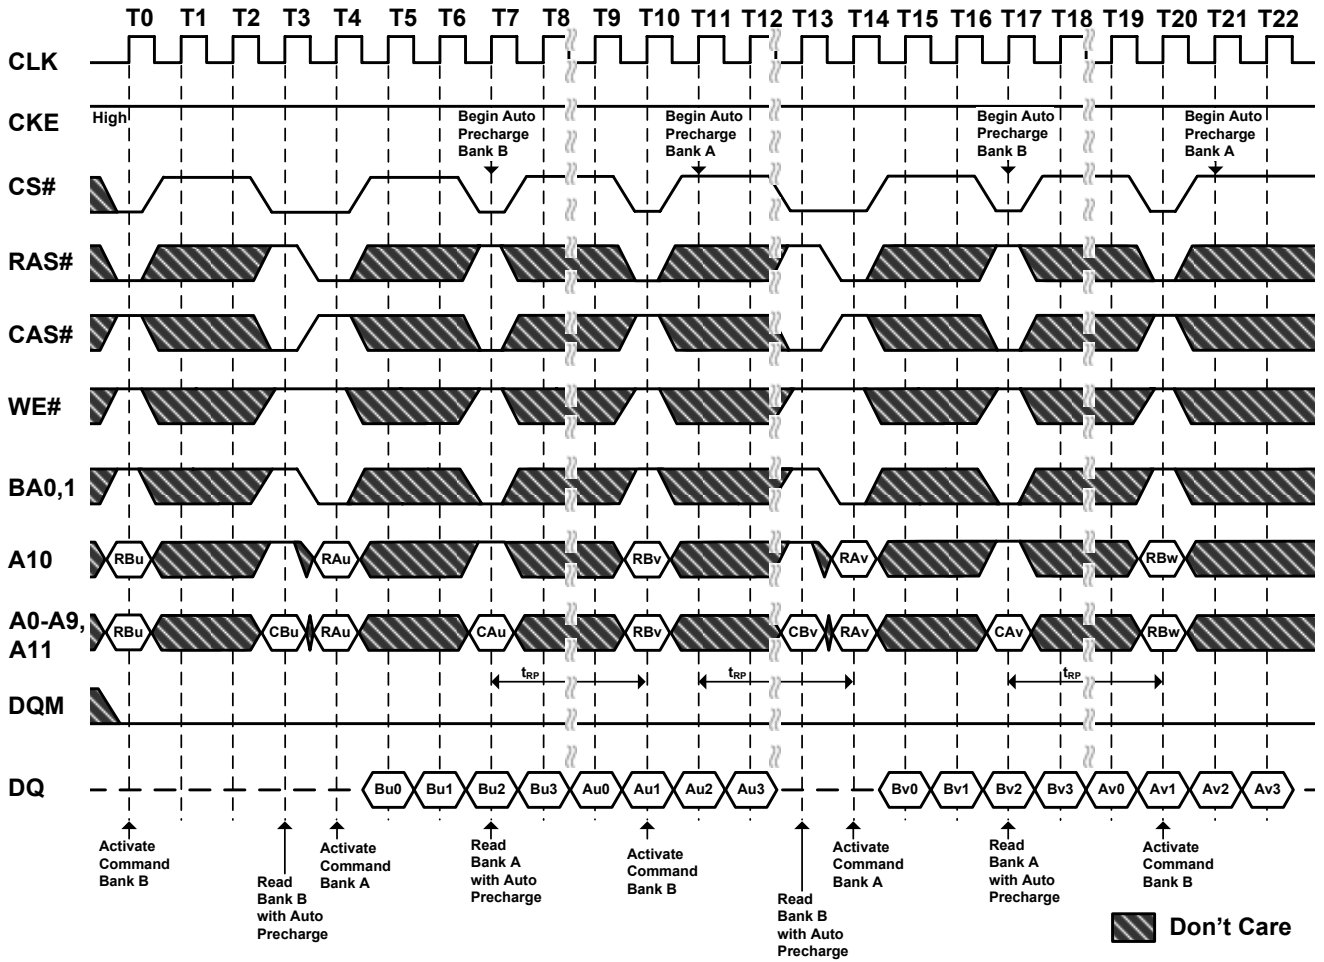 T0 T1 T2 T3 T4 T5 T6 T7 T8 T9 T10 T11 T12 T13 T14 T15 T16 T17 T18 T19 T20 T21 T22
CLK
CKE
High
Begin Auto
Precharge
Bank B
Begin Auto
Precharge
Bank A
Begin Auto
Precharge
Bank B
Begin Auto
Precharge
Bank A
CS#
RAS#
CAS#
WE#
BA0,1
A10
RBu RAu RBv RAv RBw
A0-A9,
A11
RBu CBu RAu CAu RBv CBv RAv CAv RBw
tRP tRP tRP
DQM
DQ
Bu0 Bu1 Bu2 Bu3 Au0 Au1 Au2 Au3 Bv0 Bv1 Bv2 Bv3 Av0 Av1 Av2 Av3
Activate
Command
Bank B
Read
Bank B
with Auto
Precharge
Activate
Command
Bank A
Read
Bank A
with Auto
Precharge
Activate
Command
Bank B
Read
Bank B
with Auto
Precharge
Activate
Command
Bank A
Read
Bank A
with Auto
Precharge
Activate
Command
Bank B
Don't Care